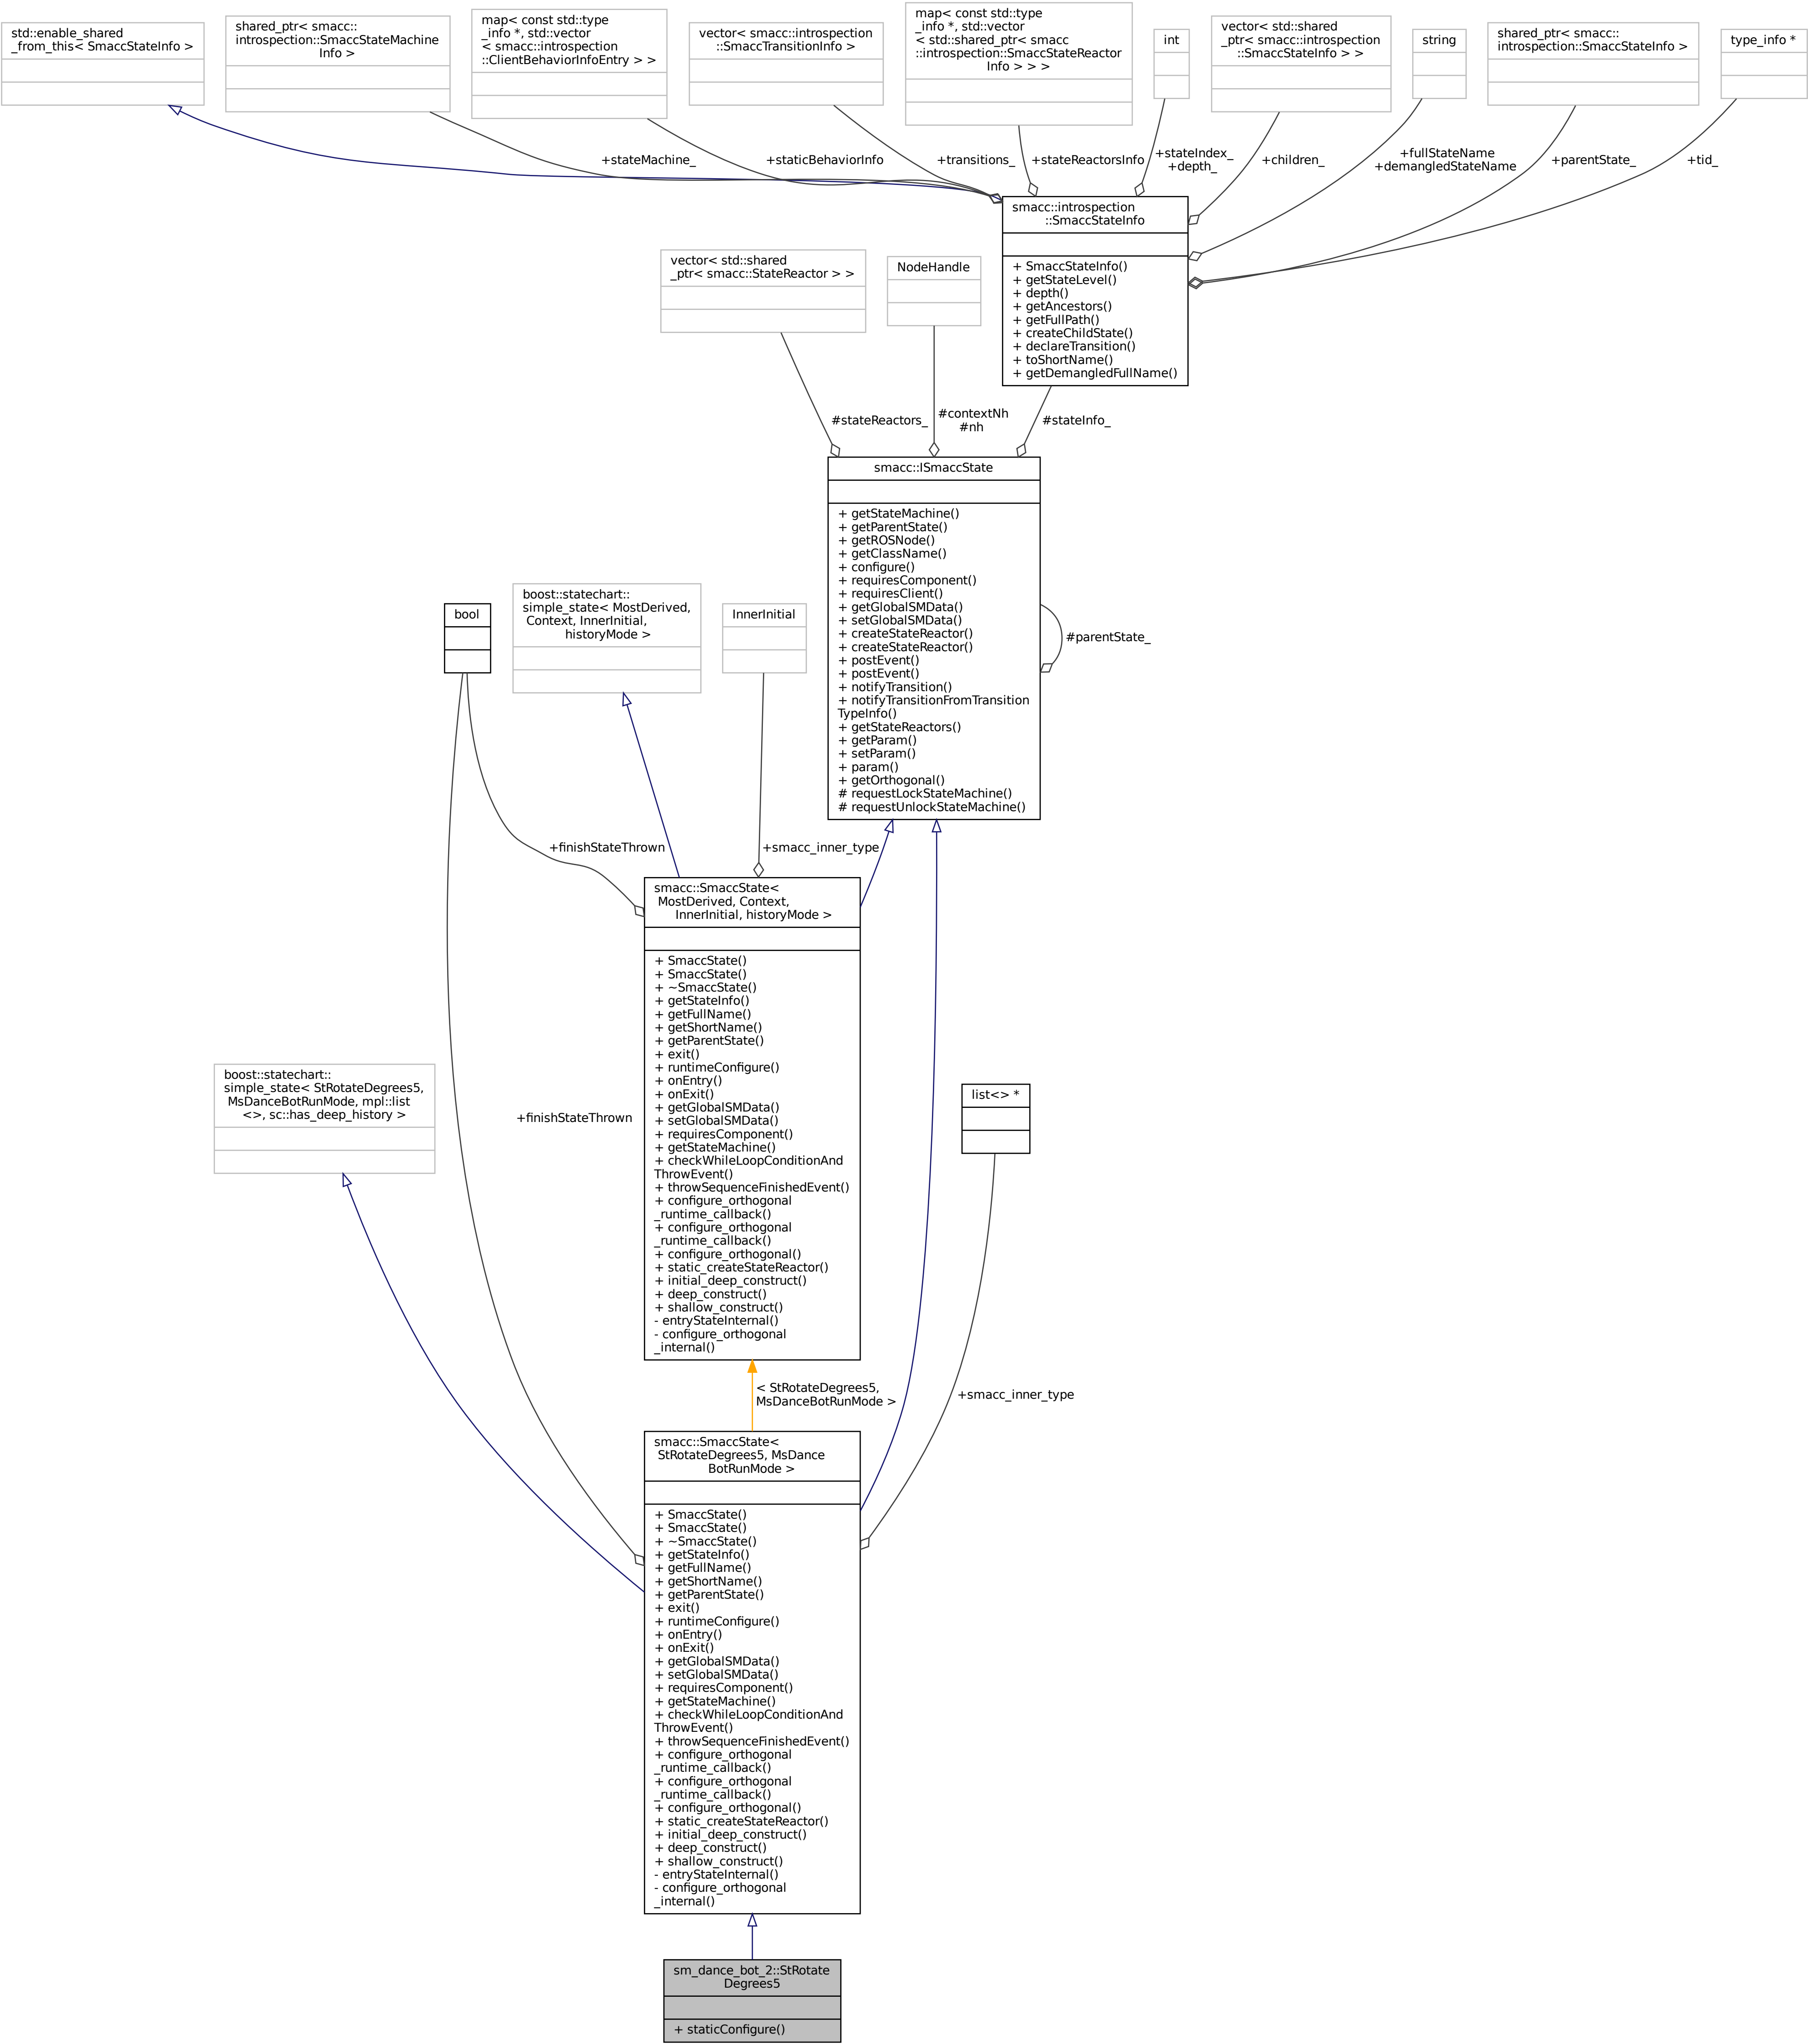 std::enable_shared
_from_this< SmaccStateInfo >
shared_ptr< smacc::
introspection::SmaccStateMachine
Info >
map< const std::type
_info *, std::vector
< smacc::introspection
::ClientBehaviorInfoEntry > >
vector< smacc::introspection
::SmaccTransitionInfo >
map< const std::type
_info *, std::vector
< std::shared_ptr< smacc
::introspection::SmaccStateReactor
Info > > >
int
vector< std::shared
_ptr< smacc::introspection
::SmaccStateInfo > >
string
shared_ptr< smacc::
introspection::SmaccStateInfo >
type_info *
+stateMachine_
+staticBehaviorInfo
+transitions_
+stateReactorsInfo
+stateIndex_
+depth_
+children_
+fullStateName
+demangledStateName
+parentState_
+tid_
smacc::introspection
::SmaccStateInfo
+ SmaccStateInfo()
+ getStateLevel()
+ depth()
+ getAncestors()
+ getFullPath()
+ createChildState()
+ declareTransition()
+ toShortName()
+ getDemangledFullName()
vector< std::shared
_ptr< smacc::StateReactor > >
NodeHandle
#stateReactors_
#contextNh
#nh
#stateInfo_
smacc::ISmaccState
+ getStateMachine()
+ getParentState()
+ getROSNode()
+ getClassName()
+ configure()
+ requiresComponent()
+ requiresClient()
+ getGlobalSMData()
+ setGlobalSMData()
+ createStateReactor()
+ createStateReactor()
+ postEvent()
+ postEvent()
+ notifyTransition()
+ notifyTransitionFromTransition
TypeInfo()
+ getStateReactors()
+ getParam()
+ setParam()
+ param()
+ getOrthogonal()
# requestLockStateMachine()
# requestUnlockStateMachine()
#parentState_
bool
boost::statechart::
simple_state< MostDerived,
Context, InnerInitial,
historyMode >
InnerInitial
+finishStateThrown
+smacc_inner_type
smacc::SmaccState<
MostDerived, Context,
InnerInitial, historyMode >
+ SmaccState()
+ SmaccState()
+ ~SmaccState()
+ getStateInfo()
+ getFullName()
+ getShortName()
+ getParentState()
+ exit()
+ runtimeConfigure()
+ onEntry()
+ onExit()
+ getGlobalSMData()
+ setGlobalSMData()
+ requiresComponent()
+ getStateMachine()
+ checkWhileLoopConditionAnd
ThrowEvent()
+ throwSequenceFinishedEvent()
+ configure_orthogonal
_runtime_callback()
+ configure_orthogonal
_runtime_callback()
+ configure_orthogonal()
+ static_createStateReactor()
+ initial_deep_construct()
+ deep_construct()
+ shallow_construct()
- entryStateInternal()
- configure_orthogonal
_internal()
boost::statechart::
simple_state< StRotateDegrees5,
MsDanceBotRunMode, mpl::list
<>, sc::has_deep_history >
+finishStateThrown
list<> *
< StRotateDegrees5,
MsDanceBotRunMode >
+smacc_inner_type
smacc::SmaccState<
StRotateDegrees5, MsDance
BotRunMode >
+ SmaccState()
+ SmaccState()
+ ~SmaccState()
+ getStateInfo()
+ getFullName()
+ getShortName()
+ getParentState()
+ exit()
+ runtimeConfigure()
+ onEntry()
+ onExit()
+ getGlobalSMData()
+ setGlobalSMData()
+ requiresComponent()
+ getStateMachine()
+ checkWhileLoopConditionAnd
ThrowEvent()
+ throwSequenceFinishedEvent()
+ configure_orthogonal
_runtime_callback()
+ configure_orthogonal
_runtime_callback()
+ configure_orthogonal()
+ static_createStateReactor()
+ initial_deep_construct()
+ deep_construct()
+ shallow_construct()
- entryStateInternal()
- configure_orthogonal
_internal()
sm_dance_bot_2::StRotate
Degrees5
+ staticConfigure()